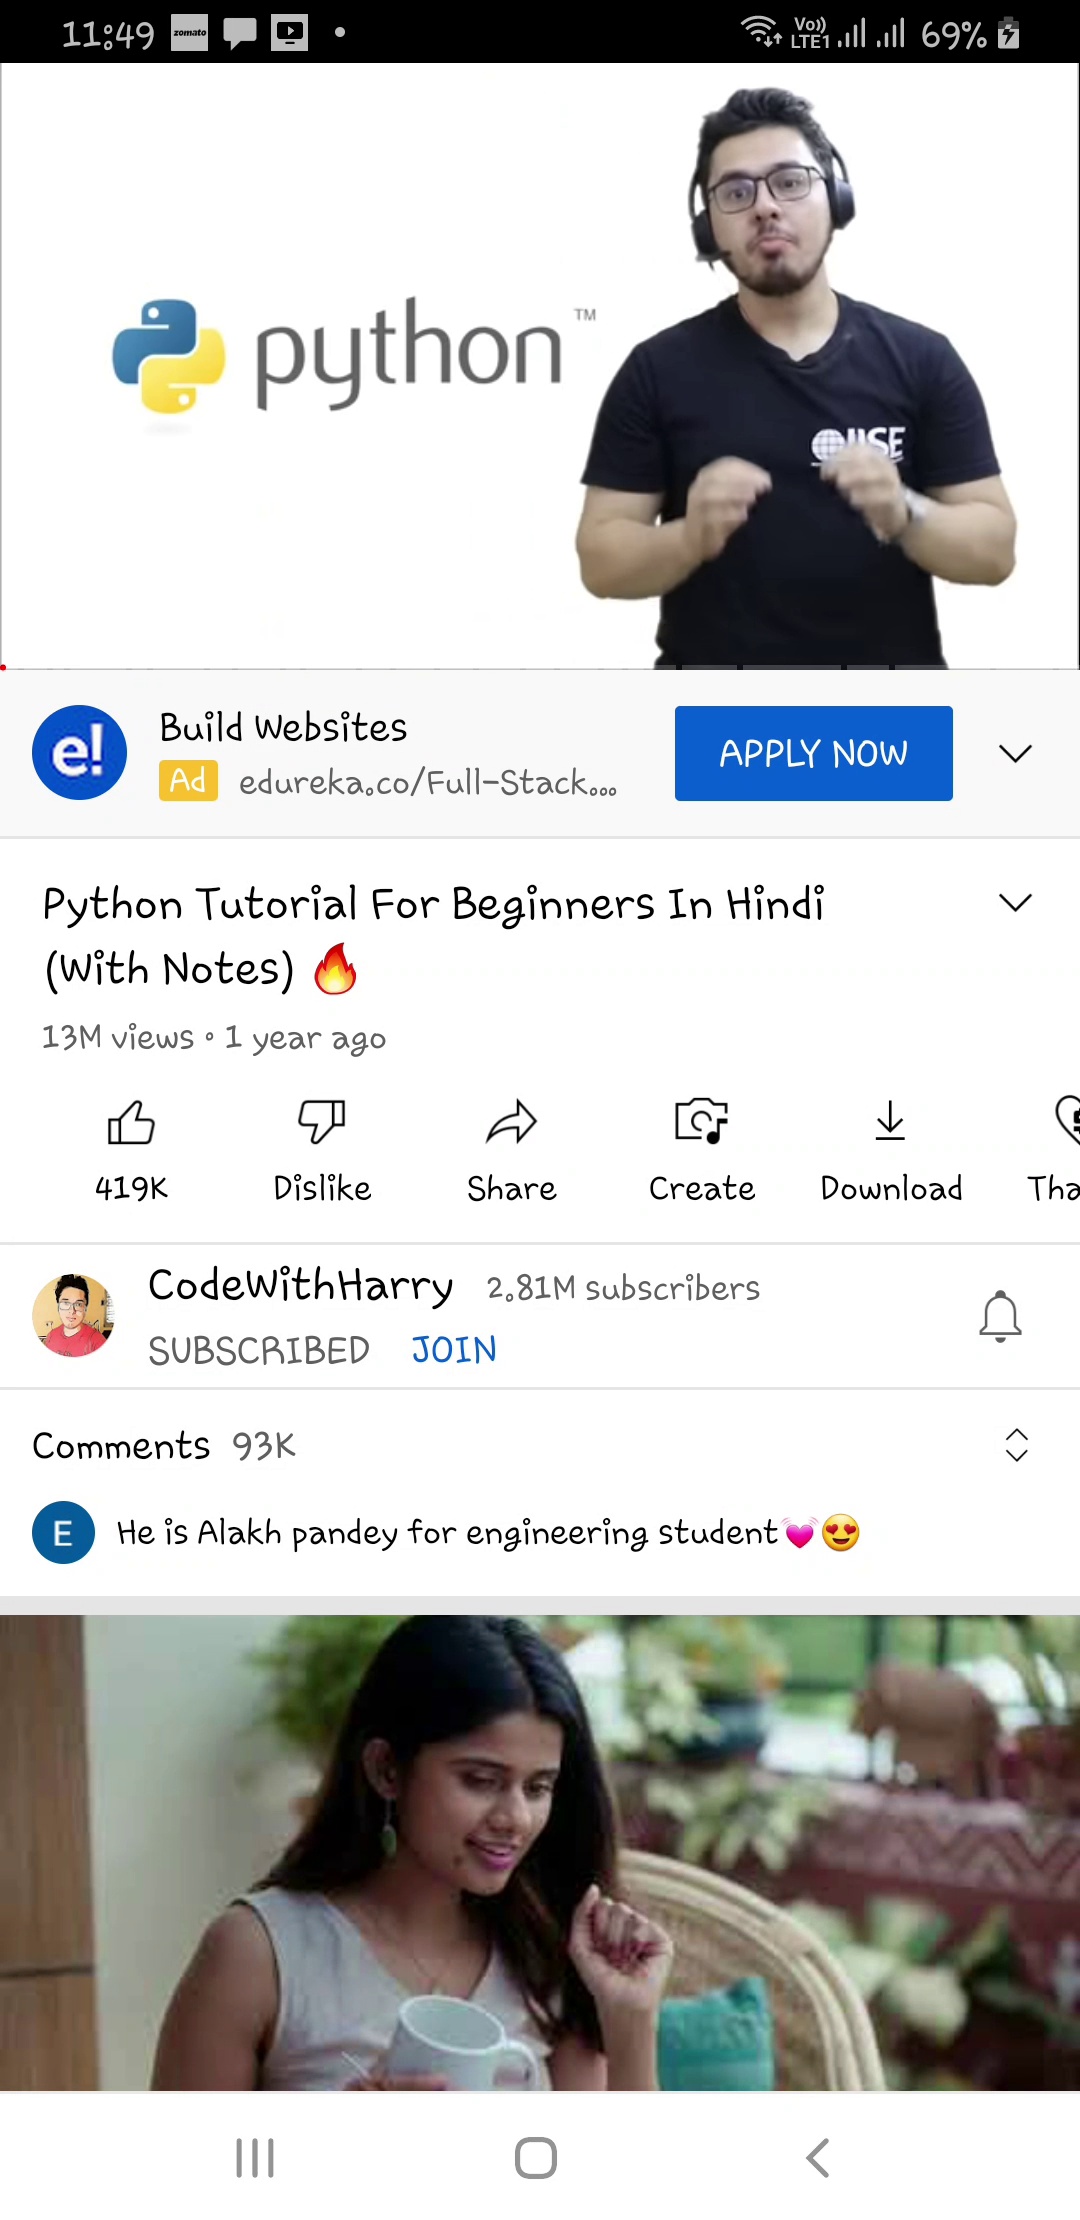 11:49 zomato Vo)) LTE1 69%
python ™
IISE
e! Build Websites
Ad edureka.co/Full-Stack...
APPLY NOW
Python Tutorial For Beginners In Hindi
(With Notes) 🔥
13M views • 1 year ago
419K Dislike Share Create Download Tha
CodeWithHarry 2.81M subscribers
SUBSCRIBED JOIN
Comments 93K
E He is Alakh pandey for engineering student💓😍